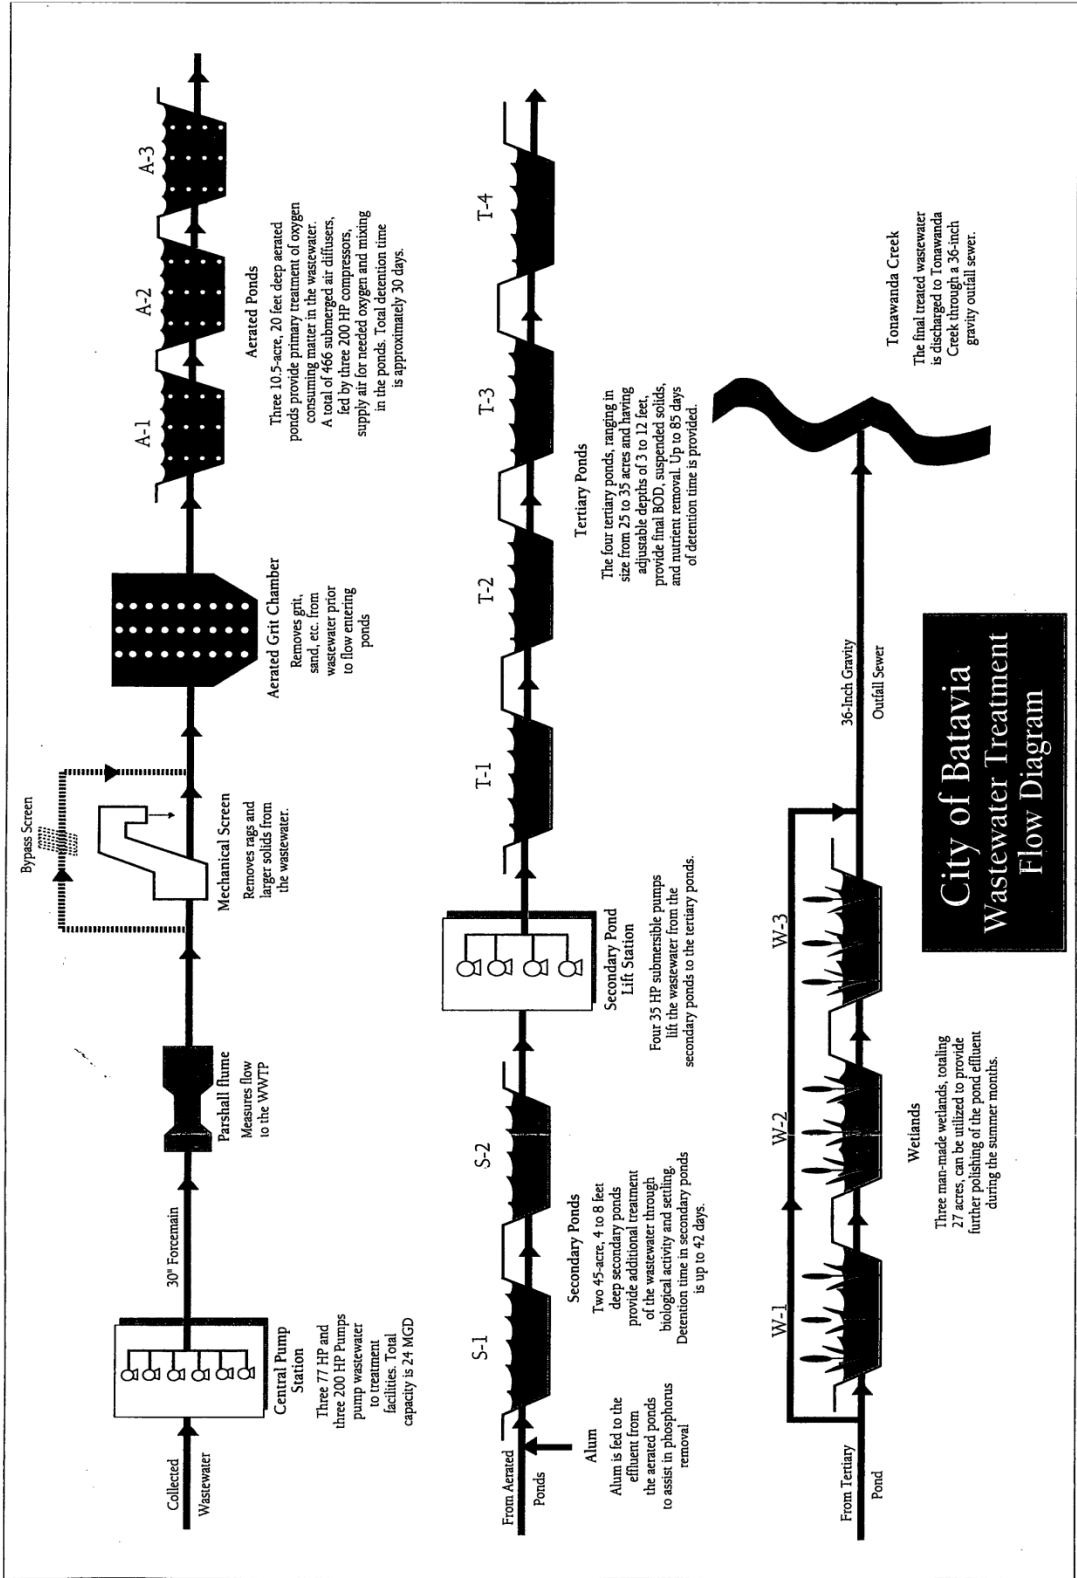 Collected
Wastewater
Central Pump
Station
Three 77 HP and
three 200 HP Pumps
pump wastewater
to treatment
facilities. Total
capacity is 24 MGD
30" Forcemain
Parshall flume
Measures flow
to the WWTP
Bypass Screen
Mechanical Screen
Removes rags and
larger solids from
the wastewater.
Aerated Grit Chamber
Removes grit,
sand, etc. from
wastewater prior
to flow entering
ponds
A-1
A-2
A-3
Aerated Ponds
Three 10.5-acre, 20 feet deep aerated
ponds provide primary treatment of oxygen
consuming matter in the wastewater.
A total of 466 submerged air diffusers,
fed by three 200 HP compressors,
supply air for needed oxygen and mixing
in the ponds. Total detention time
is approximately 30 days.
From Aerated
Ponds
Alum
Alum is fed to the
effluent from
the aerated ponds
to assist in phosphorus
removal
S-1
S-2
Secondary Ponds
Two 45-acre, 4 to 8 feet
deep secondary ponds
provide additional treatment
of the wastewater through
biological activity and settling.
Detention time in secondary ponds
is up to 42 days.
Secondary Pond
Lift Station
Four 35 HP submersible pumps
lift the wastewater from the
secondary ponds to the tertiary ponds.
T-1
T-2
T-3
T-4
Tertiary Ponds
The four tertiary ponds, ranging in
size from 25 to 35 acres and having
adjustable depths of 3 to 12 feet,
provide final BOD, suspended solids,
and nutrient removal. Up to 85 days
of detention time is provided.
From Tertiary
Pond
W-1
W-2
W-3
Wetlands
Three man-made wetlands, totaling
27 acres, can be utilized to provide
further polishing of the pond effluent
during the summer months.
36-Inch Gravity
Outfall Sewer
Tonawanda Creek
The final treated wastewater
is discharged to Tonawanda
Creek through a 36-inch
gravity outfall sewer.
City of Batavia
Wastewater Treatment
Flow Diagram